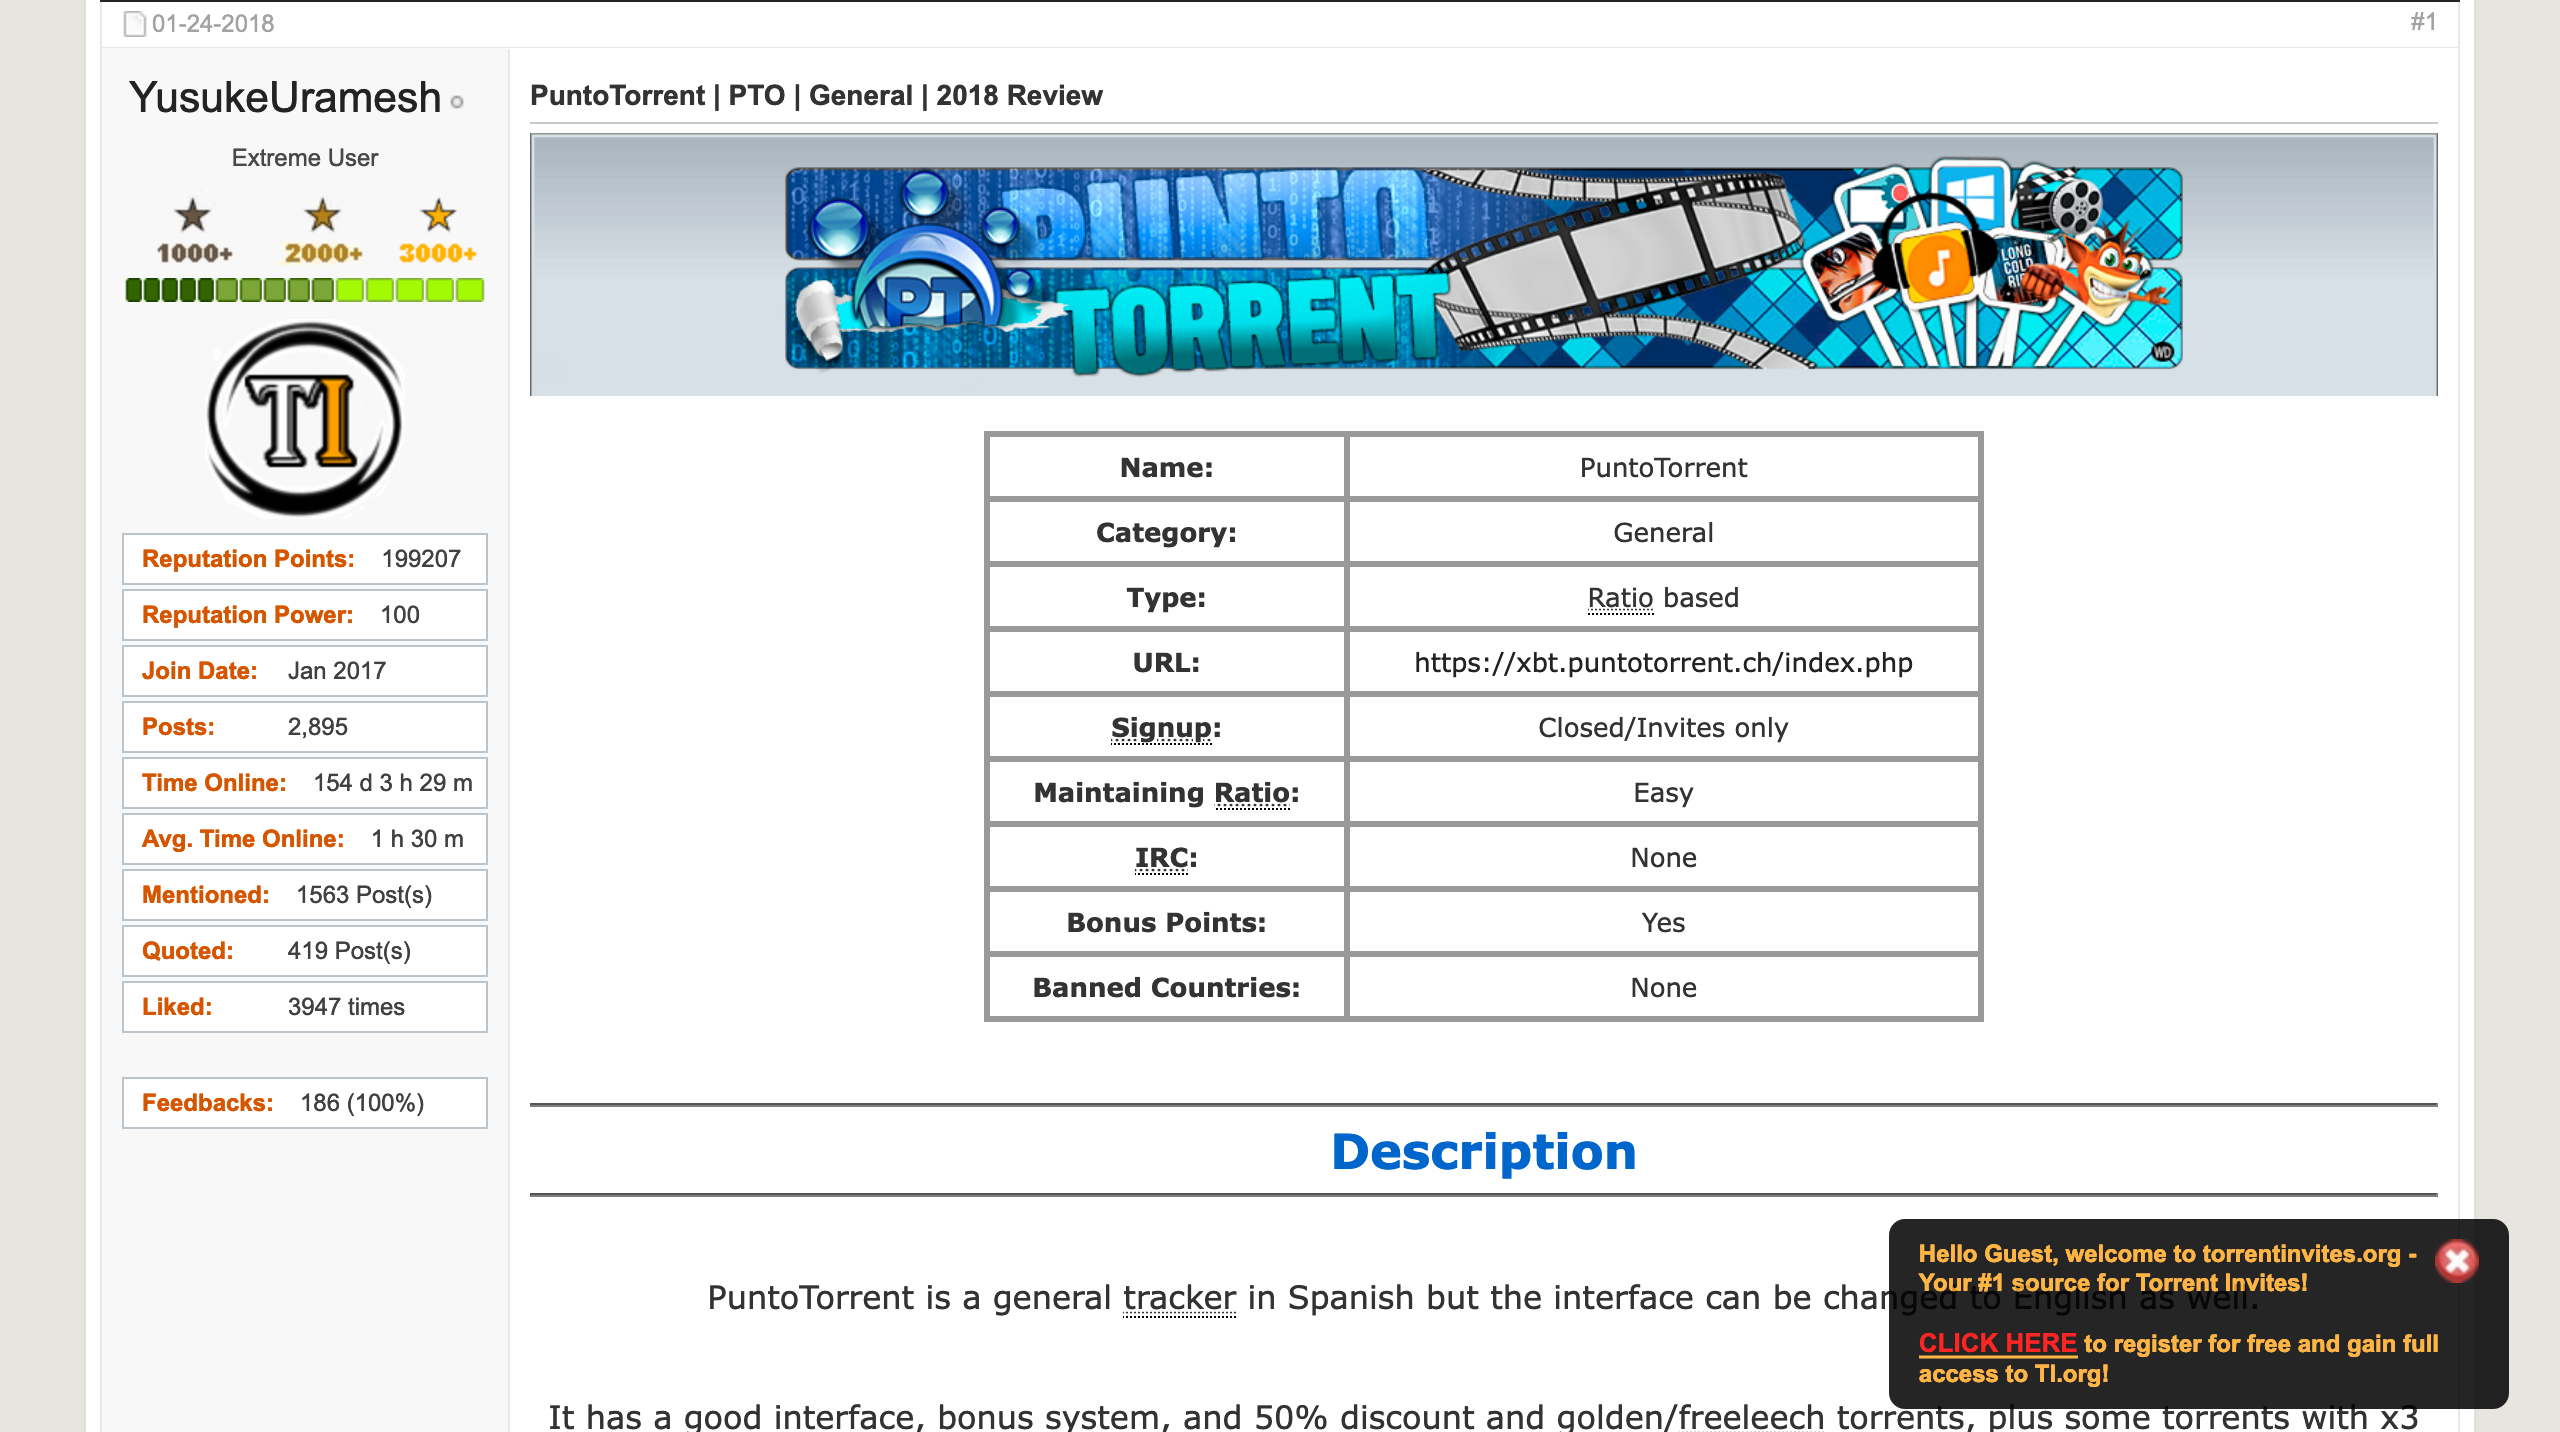 01-24-2018
#1
YusukeUramesh
Extreme User
1000+ 2000+ 3000+
TI
Reputation Points: 199207
Reputation Power: 100
Join Date: Jan 2017
Posts: 2,895
Time Online: 154 d 3 h 29 m
Avg. Time Online: 1 h 30 m
Mentioned: 1563 Post(s)
Quoted: 419 Post(s)
Liked: 3947 times
Feedbacks: 186 (100%)
PuntoTorrent | PTO | General | 2018 Review
PUNTO
TORRENT
PT
LONG
COLD
WD
Name: PuntoTorrent
Category: General
Type: Ratio based
URL: https://xbt.puntotorrent.ch/index.php
Signup: Closed/Invites only
Maintaining Ratio: Easy
IRC: None
Bonus Points: Yes
Banned Countries: None
Description
PuntoTorrent is a general tracker in Spanish but the interface can be changed to English as well.
It has a good interface, bonus system, and 50% discount and golden/freeleech torrents, plus some torrents with x3
Hello Guest, welcome to torrentinvites.org -
Your #1 source for Torrent Invites!
CLICK HERE to register for free and gain full
access to TI.org!